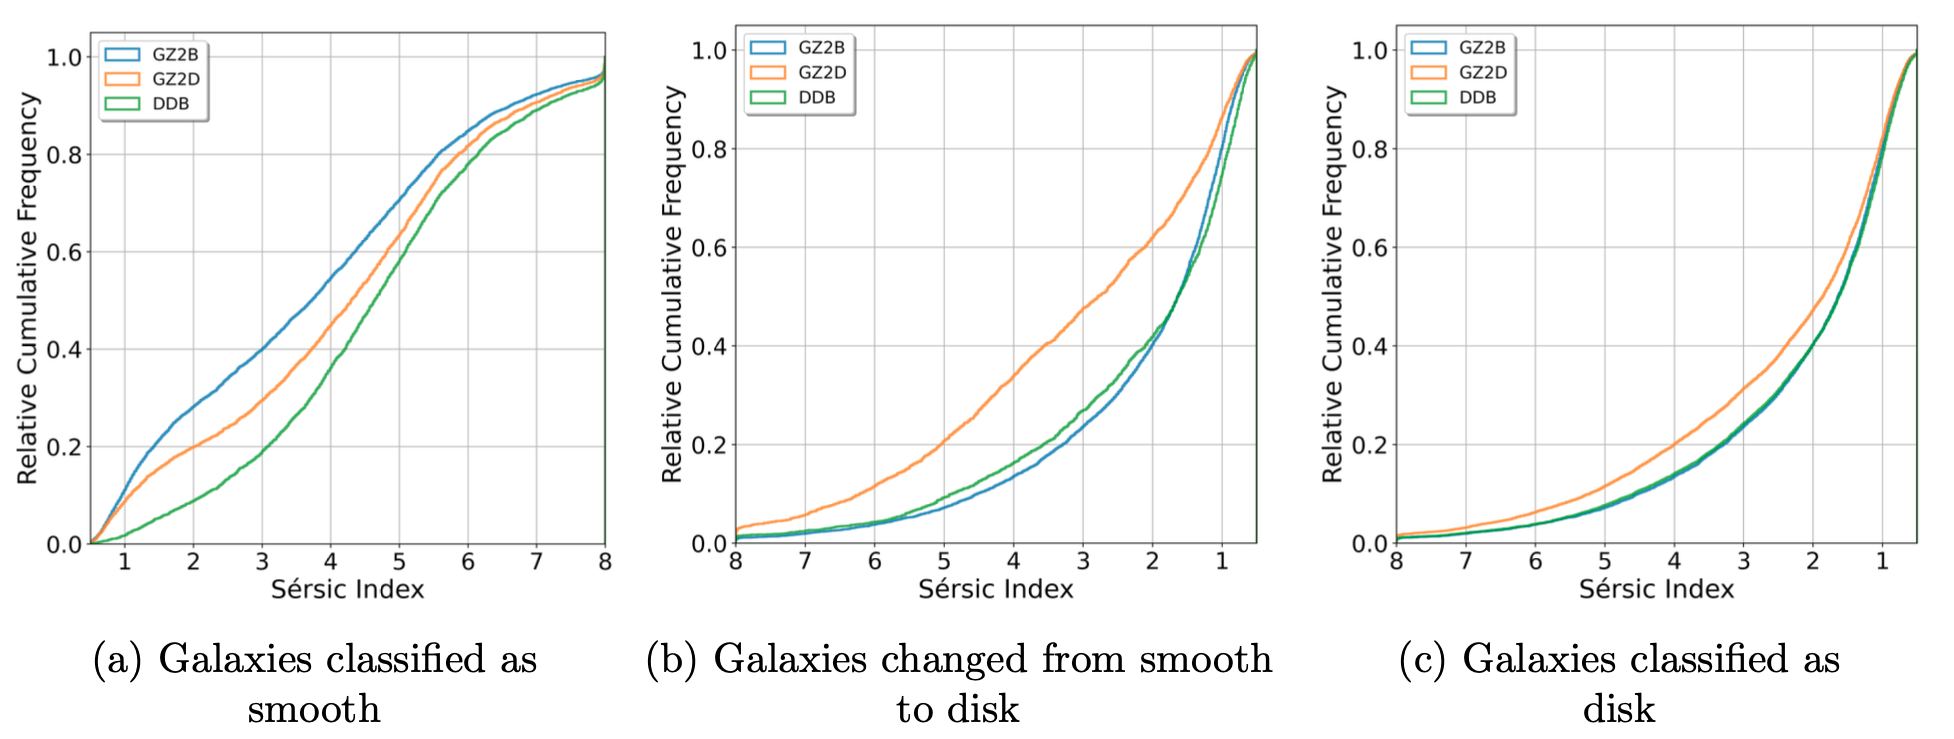 GZ2B
GZ2D
DDB
1.0
0.8
0.6
0.4
0.2
0.0
Relative Cumulative Frequency
1 2 3 4 5 6 7 8
Sérsic Index
(a) Galaxies classified as
smooth
GZ2B
GZ2D
DDB
1.0
0.8
0.6
0.4
0.2
0.0
Relative Cumulative Frequency
8 7 6 5 4 3 2 1
Sérsic Index
(b) Galaxies changed from smooth
to disk
GZ2B
GZ2D
DDB
1.0
0.8
0.6
0.4
0.2
0.0
Relative Cumulative Frequency
8 7 6 5 4 3 2 1
Sérsic Index
(c) Galaxies classified as
disk